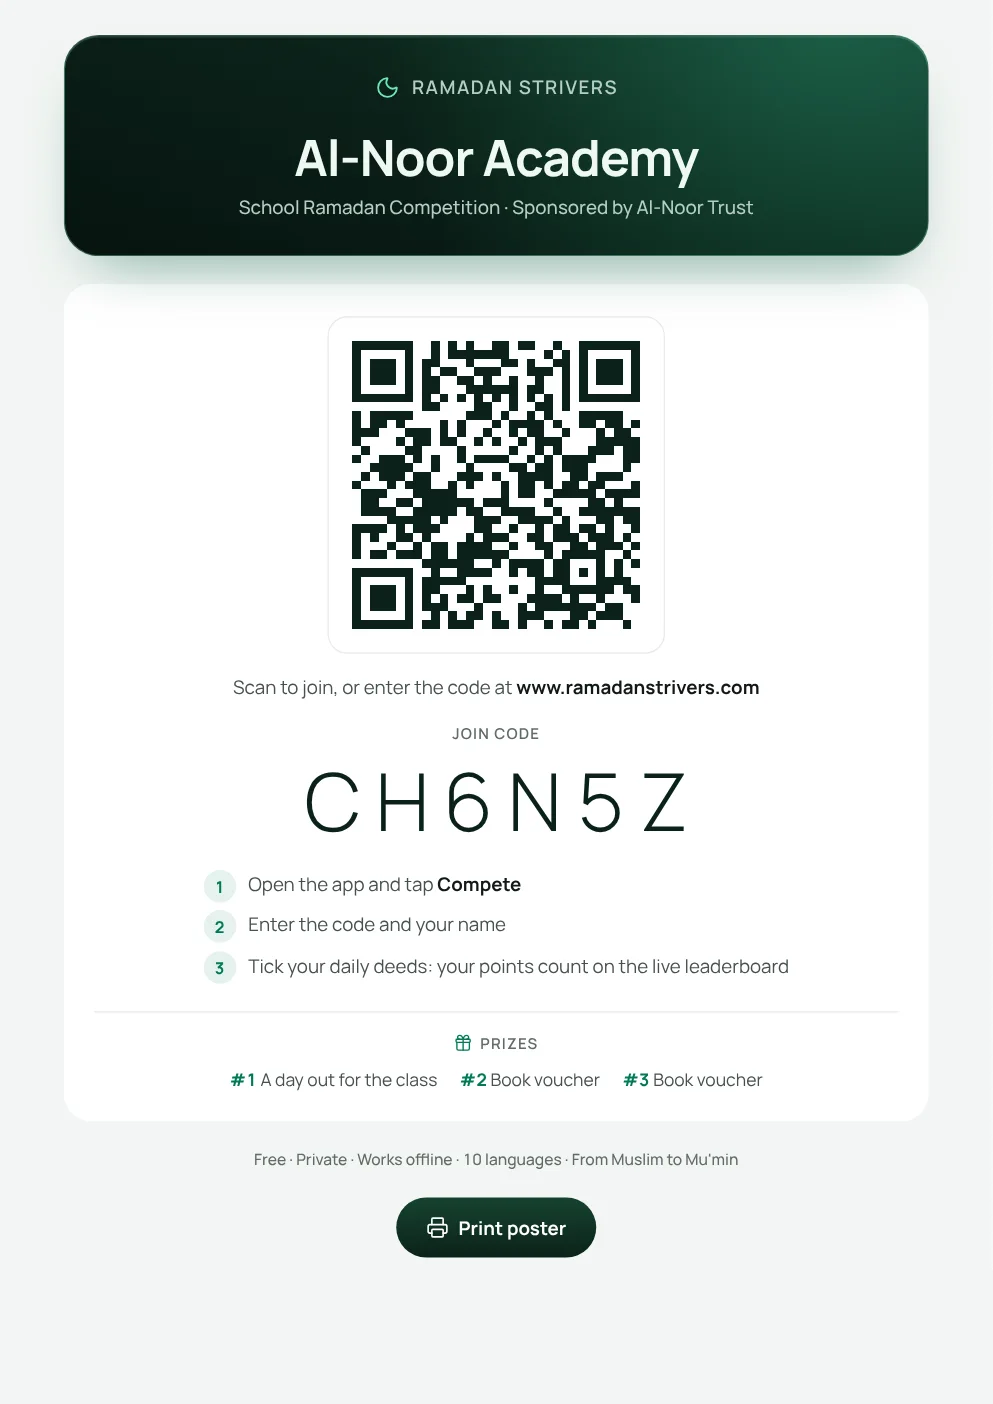 RAMADAN STRIVERS
Al-Noor Academy
School Ramadan Competition · Sponsored by Al-Noor Trust
Scan to join, or enter the code at www.ramadanstrivers.com
JOIN CODE
CH6N5Z
1 Open the app and tap Compete
2 Enter the code and your name
3 Tick your daily deeds: your points count on the live leaderboard
PRIZES
#1 A day out for the class #2 Book voucher #3 Book voucher
Free · Private · Works offline · 10 languages · From Muslim to Mu'min
Print poster